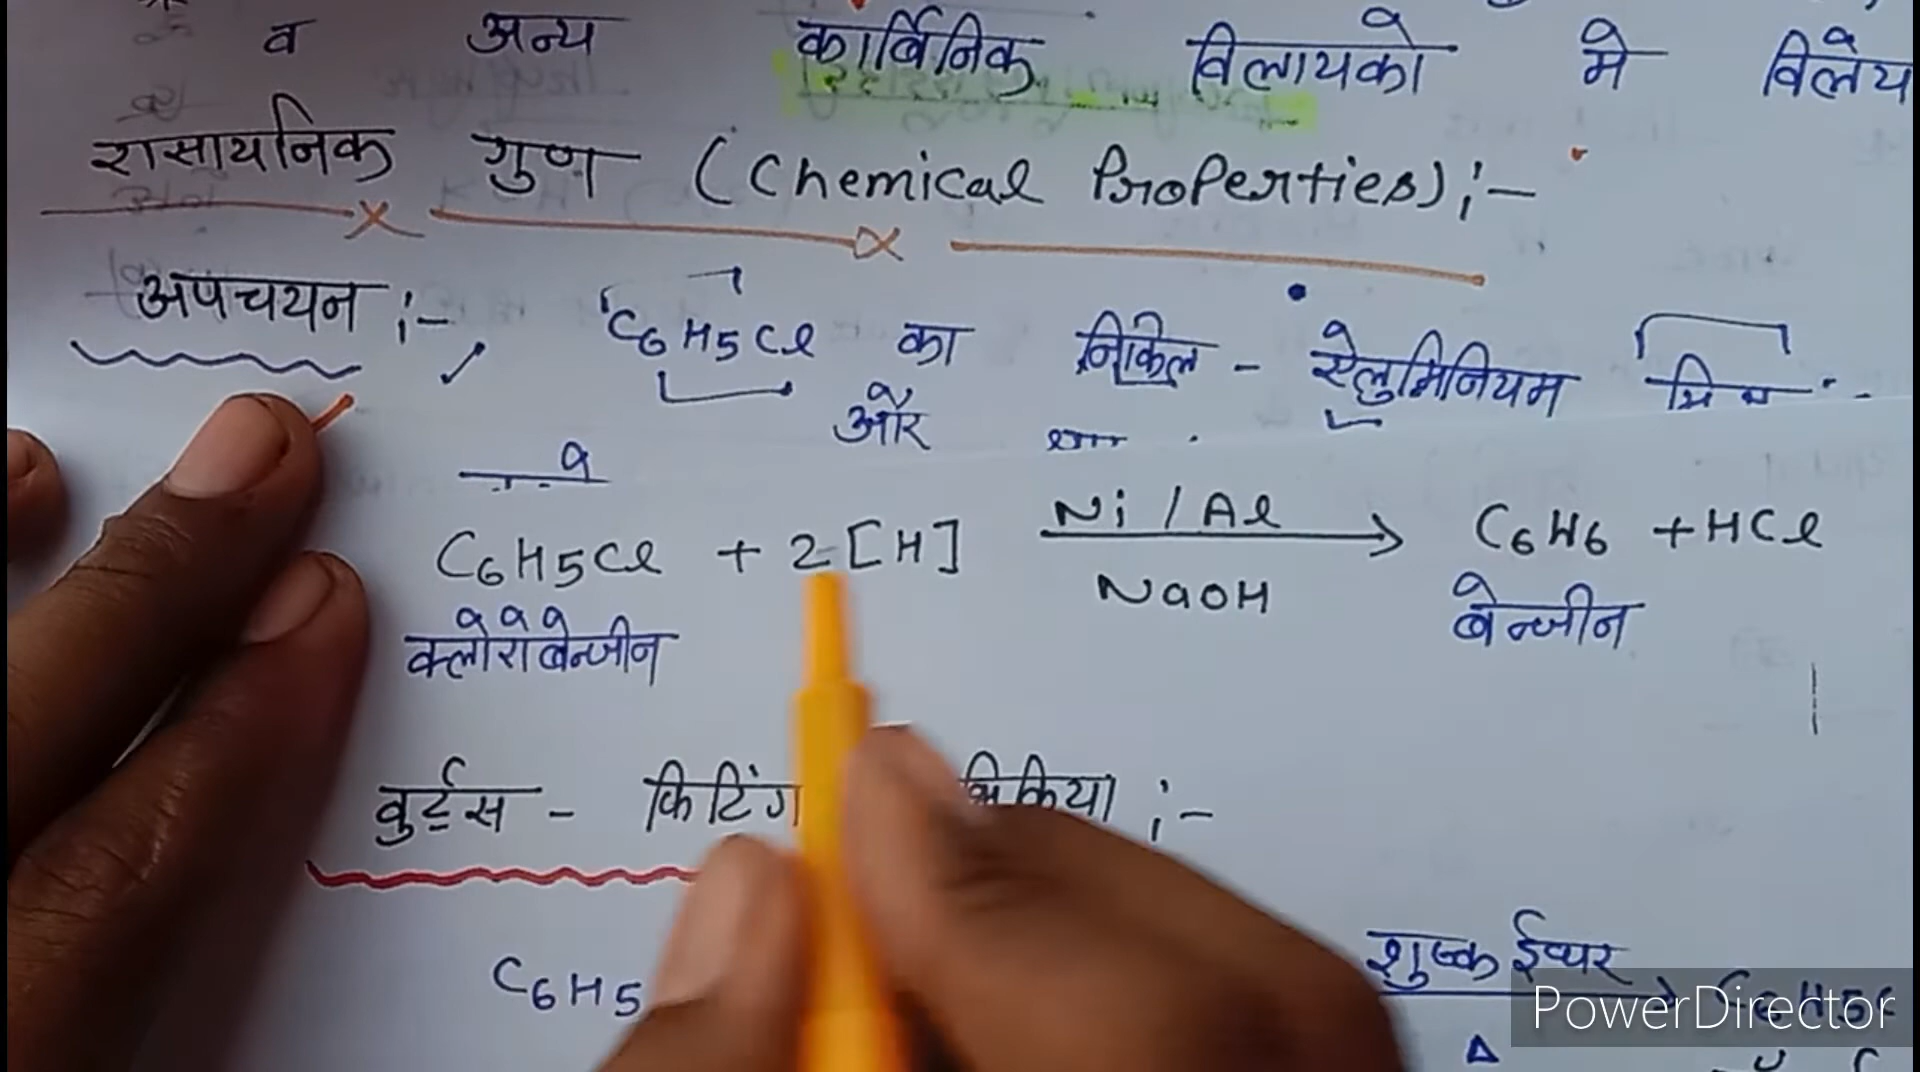 व अन्य कार्बिनिक विलायको मे विलेय
रासायनिक गुण (Chemical Properties) ;-
अपचयन ;- C6H5Cl का निकिल - ऐलुमिनियम
और
C6H5Cl + 2[H] Ni / Al NaOH → C6H6 + HCl
क्लोरोबेन्जीन बेन्जीन
वुर्ट्स - फिटिंग ;-
शुष्क ईथर
C6H5 Δ
PowerDirector